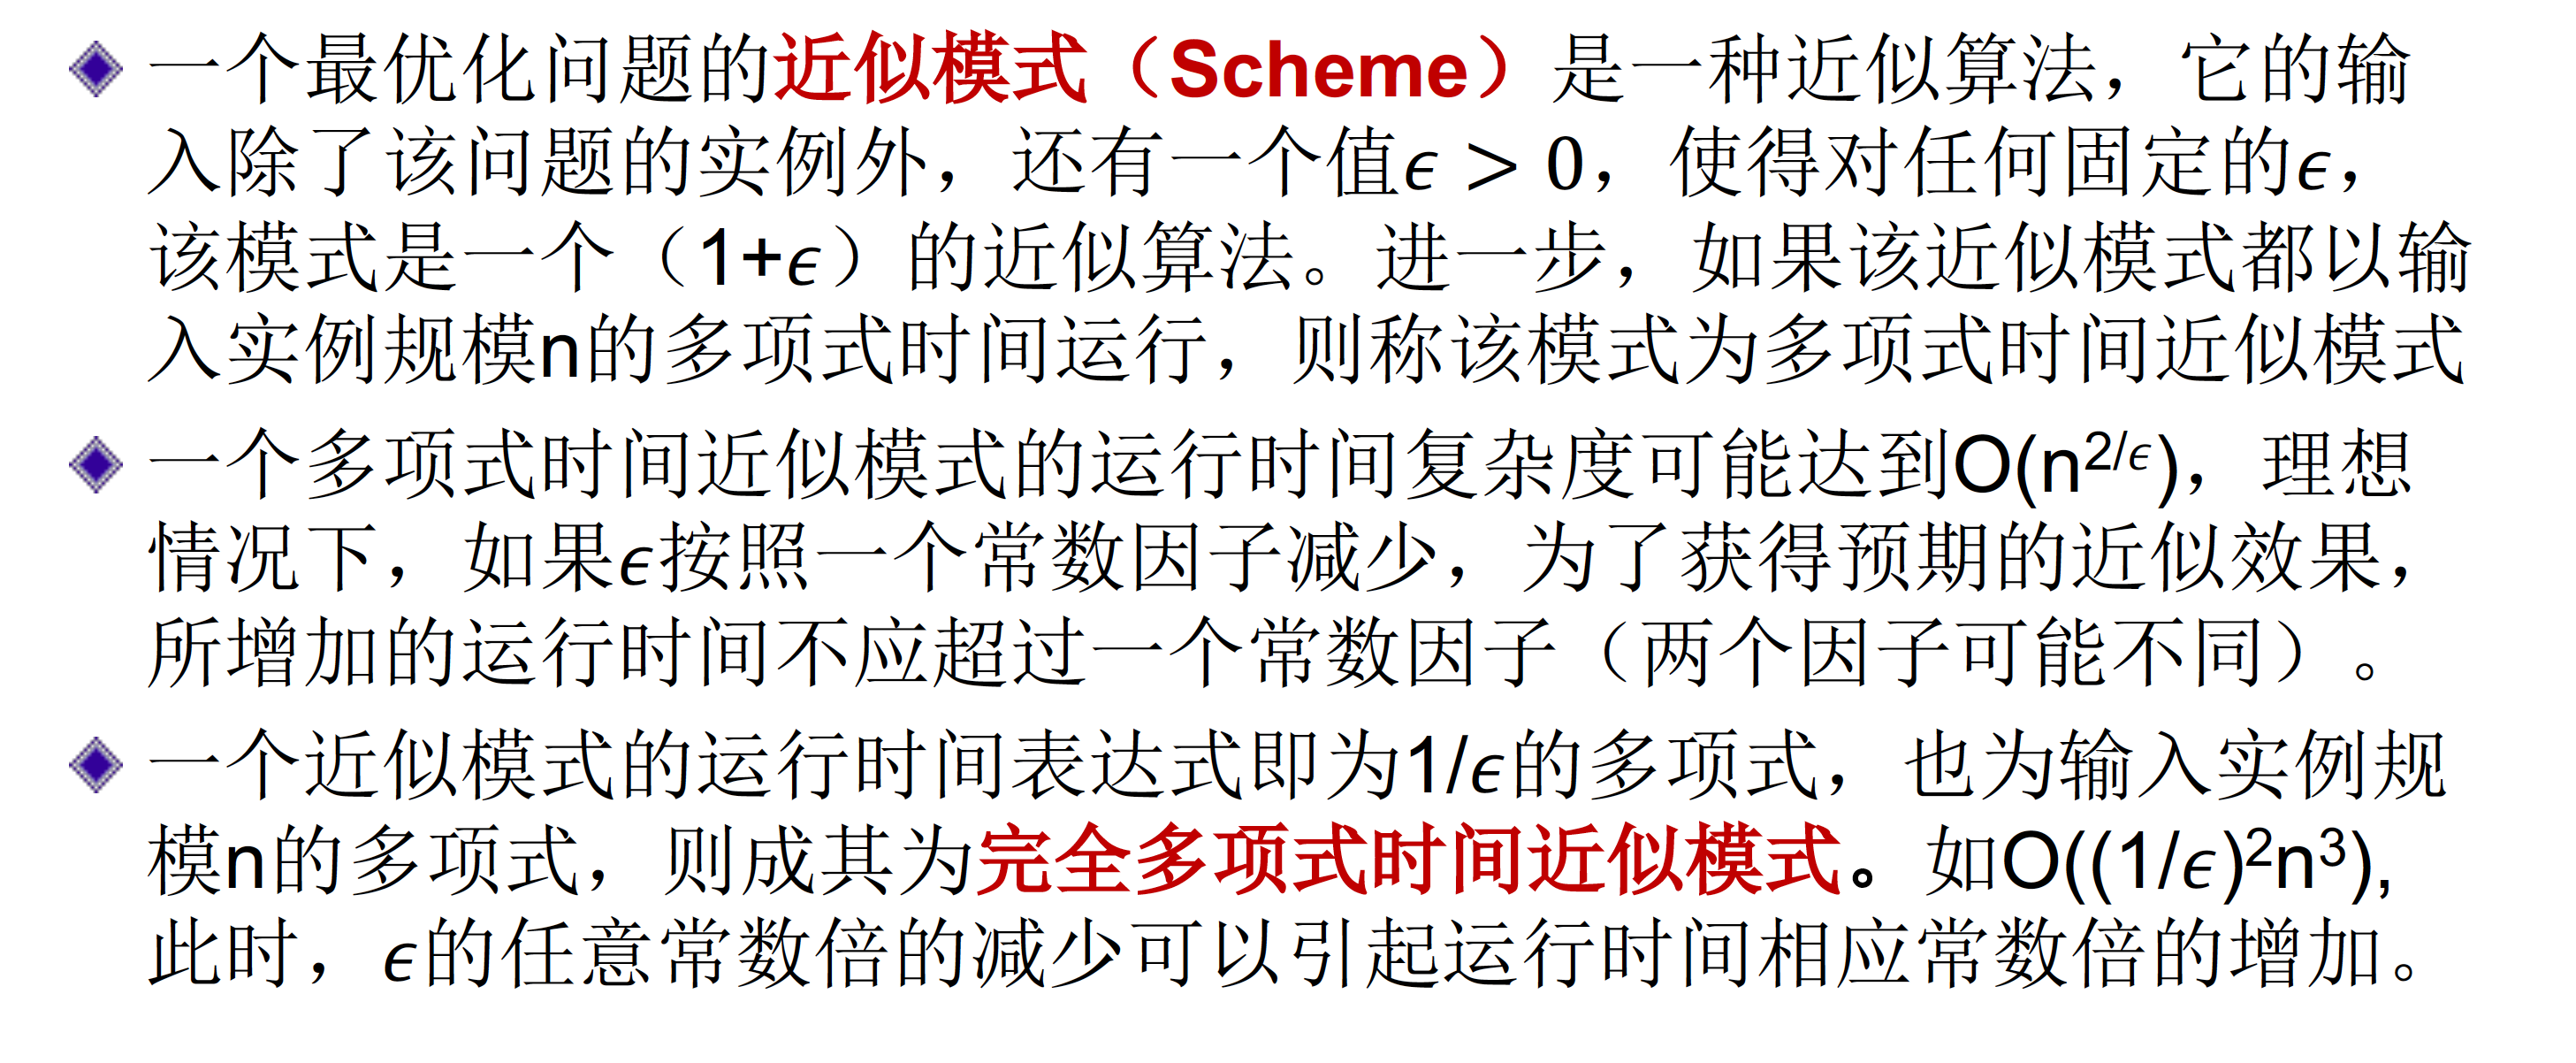 一个最优化问题的近似模式（Scheme）是一种近似算法，它的输
入除了该问题的实例外，还有一个值ϵ > 0，使得对任何固定的ϵ，
该模式是一个（1+ϵ）的近似算法。进一步，如果该近似模式都以输
入实例规模n的多项式时间运行，则称该模式为多项式时间近似模式
一个多项式时间近似模式的运行时间复杂度可能达到O(n^{2/ϵ})，理想
情况下，如果ϵ按照一个常数因子减少，为了获得预期的近似效果，
所增加的运行时间不应超过一个常数因子（两个因子可能不同）。
一个近似模式的运行时间表达式即为1/ϵ的多项式，也为输入实例规
模n的多项式，则成其为完全多项式时间近似模式。如O((1/ϵ)²n³),
此时，ϵ的任意常数倍的减少可以引起运行时间相应常数倍的增加。